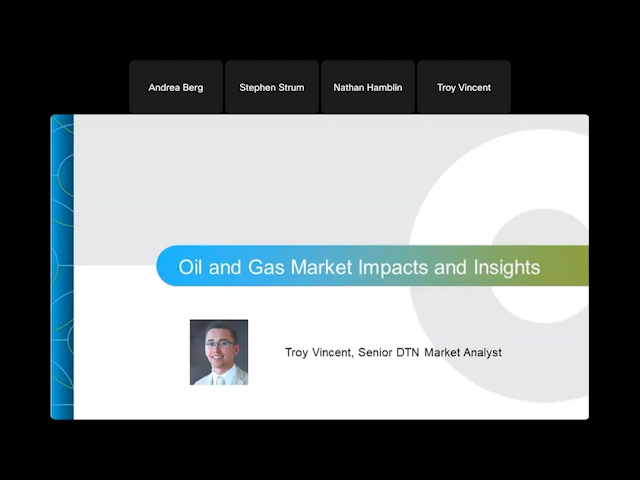 Andrea Berg
Stephen Strum
Nathan Hamblin
Troy Vincent
Oil and Gas Market Impacts and Insights
Troy Vincent, Senior DTN Market Analyst